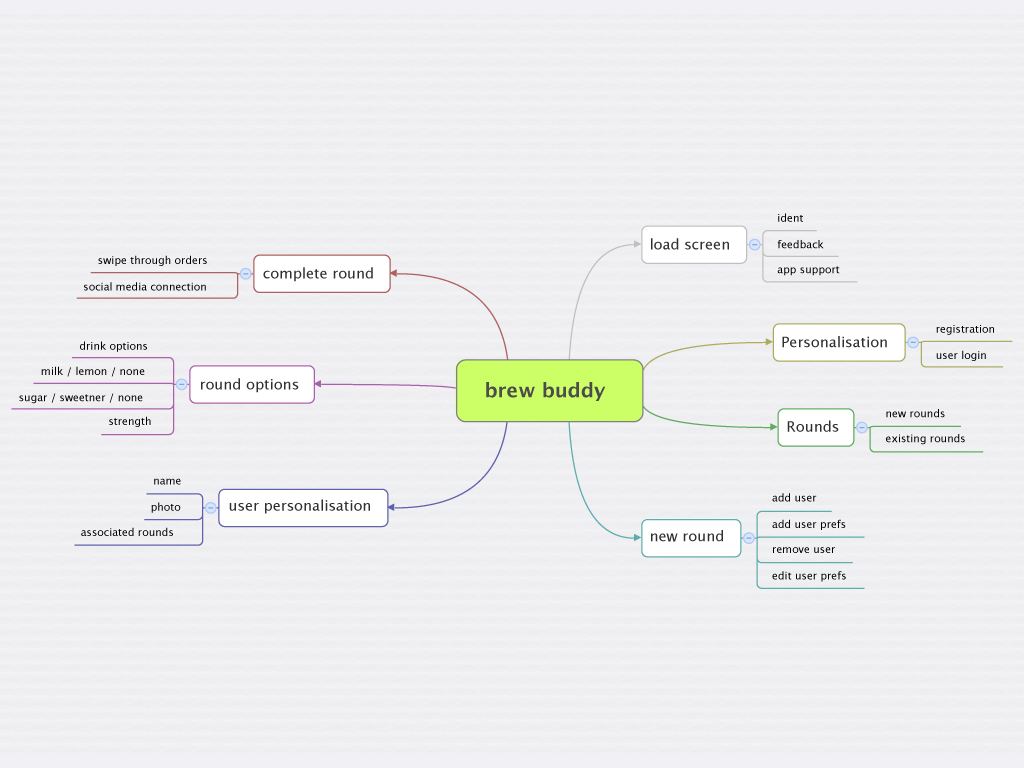 brew buddy
load screen
ident
feedback
app support
Personalisation
registration
user login
Rounds
new rounds
existing rounds
new round
add user
add user prefs
remove user
edit user prefs
user personalisation
name
photo
associated rounds
round options
drink options
milk / lemon / none
sugar / sweetner / none
strength
complete round
swipe through orders
social media connection